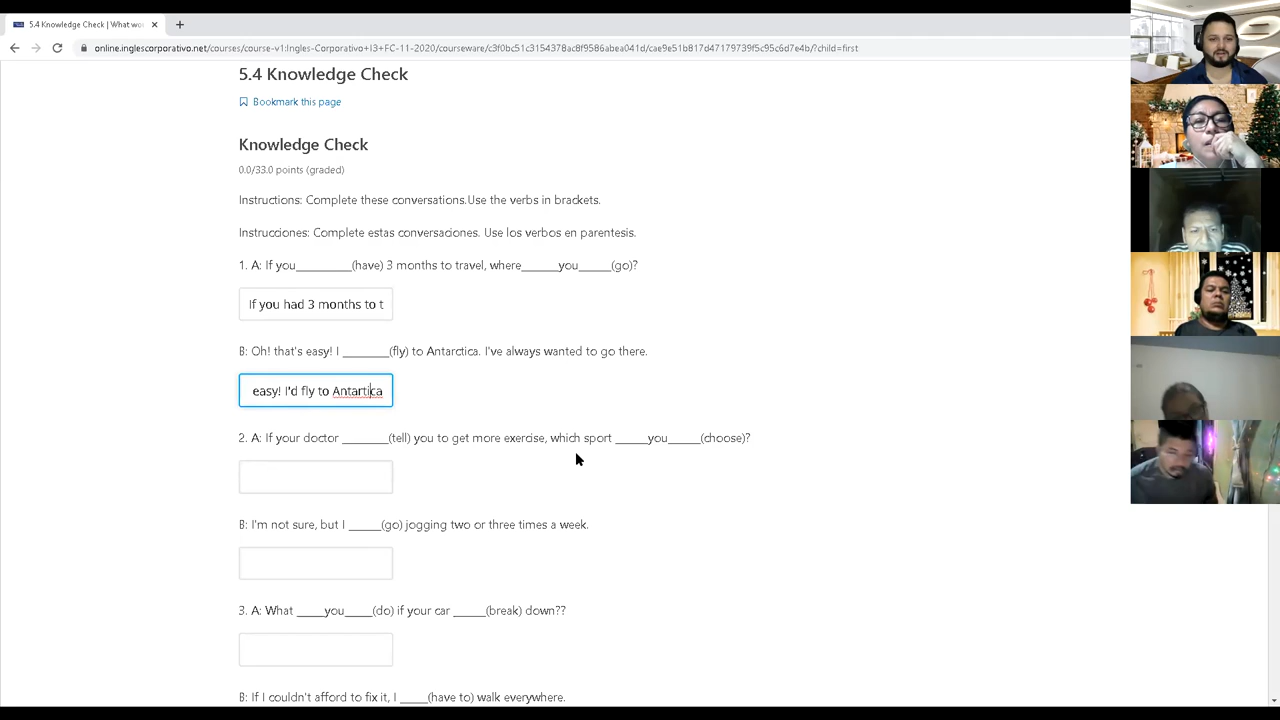 5.4 Knowledge Check | What wo
online.inglescorporativo.net/courses/course-v1:Ingles-Corporativo+I3+FC-11-2020/courseware/c3f0bc51c3154378ac8f9586abea041d/cae9e51b817d47179739f5c95c6d7e4b/?child=first
5.4 Knowledge Check
Bookmark this page
Knowledge Check
0.0/33.0 points (graded)
Instructions: Complete these conversations.Use the verbs in brackets.
Instrucciones: Complete estas conversaciones. Use los verbos en parentesis.
1. A: If you_________(have) 3 months to travel, where______you_____(go)?
If you had 3 months to t
B: Oh! that's easy! I _______(fly) to Antarctica. I've always wanted to go there.
easy! I'd fly to Antartica
2. A: If your doctor _______(tell) you to get more exercise, which sport _____you_____(choose)?
B: I'm not sure, but I _____(go) jogging two or three times a week.
3. A: What ____you____(do) if your car _____(break) down??
B: If I couldn't afford to fix it, I ____(have to) walk everywhere.